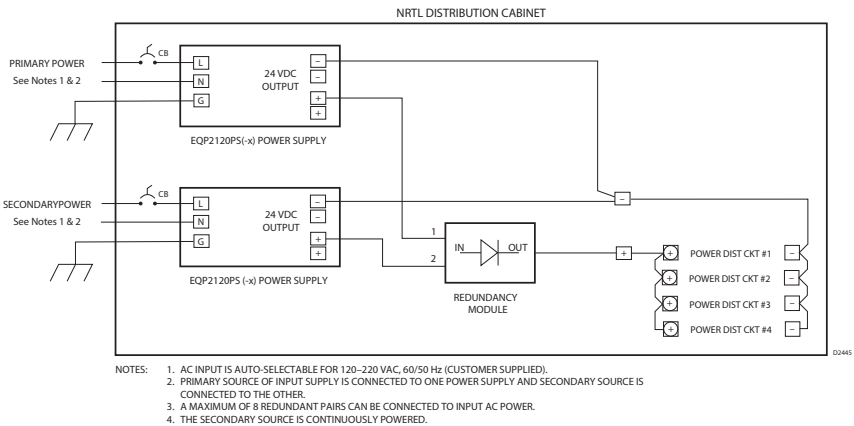 NRTL DISTRIBUTION CABINET
PRIMARY POWER
See Notes 1 & 2
CB
L
N
G
24 VDC
OUTPUT
–
–
+
+
EQP2120PS(-x) POWER SUPPLY
SECONDARYPOWER
See Notes 1 & 2
CB
L
N
G
24 VDC
OUTPUT
–
–
+
+
EQP2120PS (-x) POWER SUPPLY
1
2
IN
OUT
REDUNDANCY
MODULE
–
+
+ POWER DIST CKT #1 –
+ POWER DIST CKT #2 –
+ POWER DIST CKT #3 –
+ POWER DIST CKT #4 –
D2445
NOTES: 1. AC INPUT IS AUTO-SELECTABLE FOR 120–220 VAC, 60/50 Hz (CUSTOMER SUPPLIED).
2. PRIMARY SOURCE OF INPUT SUPPLY IS CONNECTED TO ONE POWER SUPPLY AND SECONDARY SOURCE IS
CONNECTED TO THE OTHER.
3. A MAXIMUM OF 8 REDUNDANT PAIRS CAN BE CONNECTED TO INPUT AC POWER.
4. THE SECONDARY SOURCE IS CONTINUOUSLY POWERED.